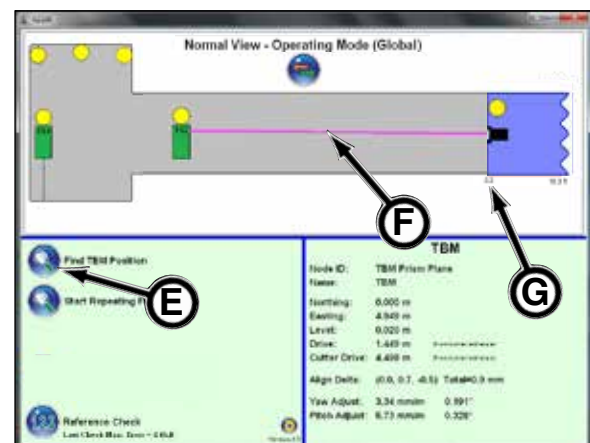 Normal View - Operating Mode (Global)
F
E
G
Find TBM Position
Start Repeating
Reference Check
TBM
Node ID: TBM Prism Plane
Name: TBM
Northing: 0.000 m
Easting: 4.949 m
Level: 0.020 m
Drive: 1.449 m
Cutter Drive: 4.498 m
Align Delta: (0.0, 0.7, -0.5) Total=0.9 mm
Yaw Adjust: 3.34 mm/m 0.191°
Pitch Adjust: 5.73 mm/m 0.328°